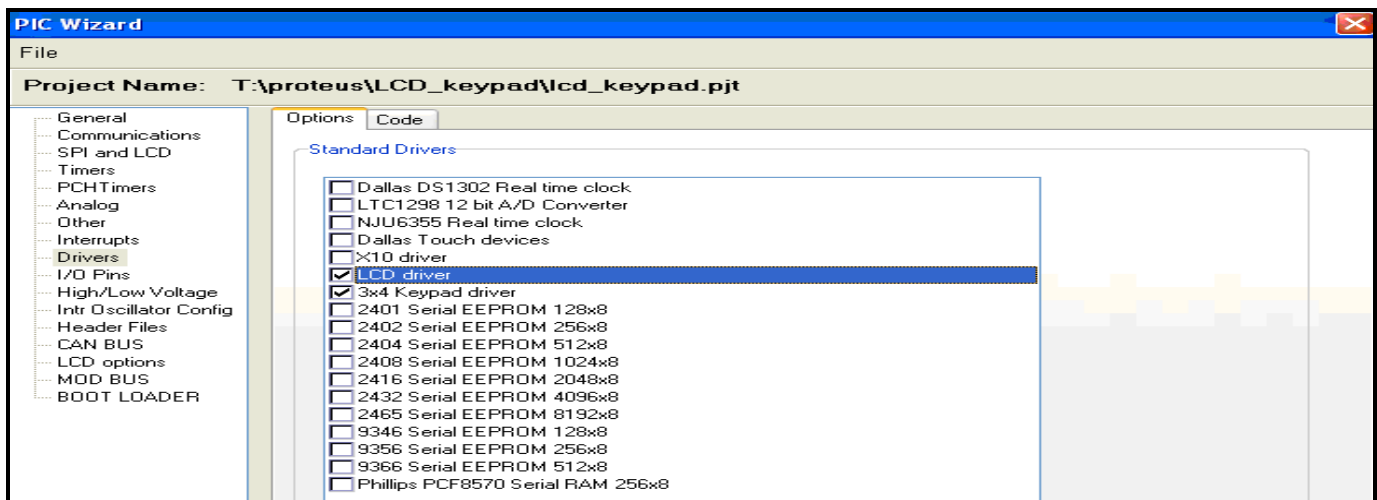 PIC Wizard
File
Project Name: T:\proteus\LCD_keypad\lcd_keypad.pjt
General
Communications
SPI and LCD
Timers
PCHTimers
Analog
Other
Interrupts
Drivers
I/O Pins
High/Low Voltage
Intr Oscillator Config
Header Files
CAN BUS
LCD options
MOD BUS
BOOT LOADER
Options Code
Standard Drivers
Dallas DS1302 Real time clock
LTC1298 12 bit A/D Converter
NJU6355 Real time clock
Dallas Touch devices
X10 driver
LCD driver
3x4 Keypad driver
2401 Serial EEPROM 128x8
2402 Serial EEPROM 256x8
2404 Serial EEPROM 512x8
2408 Serial EEPROM 1024x8
2416 Serial EEPROM 2048x8
2432 Serial EEPROM 4096x8
2465 Serial EEPROM 8192x8
9346 Serial EEPROM 128x8
9356 Serial EEPROM 256x8
9366 Serial EEPROM 512x8
Phillips PCF8570 Serial RAM 256x8